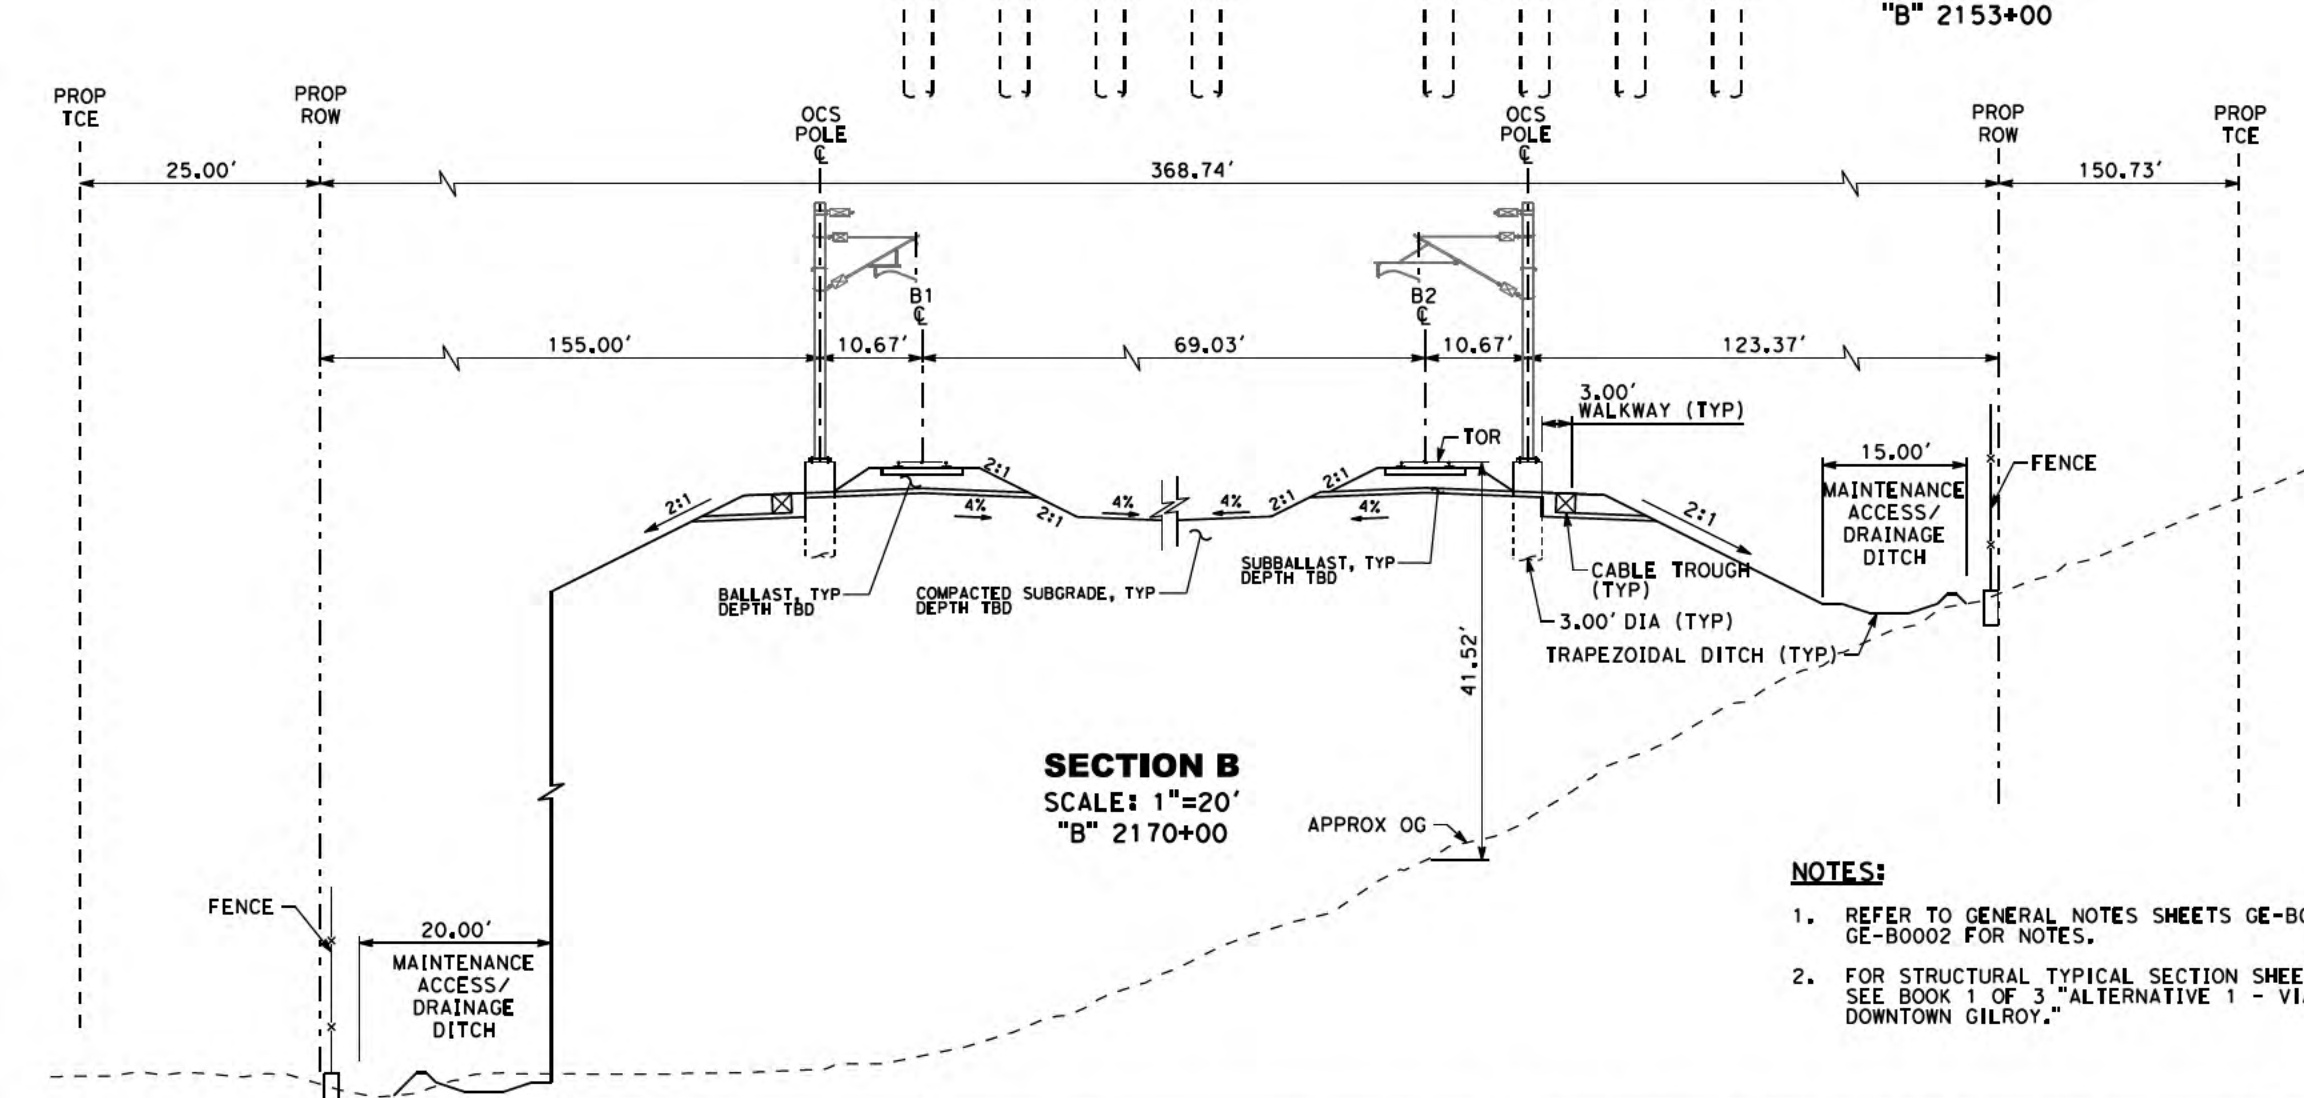 "B" 2153+00
PROP
TCE
PROP
ROW
OCS
POLE
℄
OCS
POLE
℄
PROP
ROW
PROP
TCE
25.00'
368.74'
150.73'
B1
℄
B2
℄
155.00'
10.67'
69.03'
10.67'
123.37'
3.00'
WALKWAY (TYP)
TOR
15.00'
FENCE
MAINTENANCE
ACCESS/
DRAINAGE
DITCH
2:1
2:1
4%
2:1
4%
4%
2:1
2:1
4%
2:1
BALLAST, TYP
DEPTH TBD
COMPACTED SUBGRADE, TYP
DEPTH TBD
SUBBALLAST, TYP
DEPTH TBD
CABLE TROUGH
(TYP)
3.00' DIA (TYP)
TRAPEZOIDAL DITCH (TYP)
41.52'
SECTION B
SCALE: 1"=20'
"B" 2170+00
APPROX OG
FENCE
20.00'
MAINTENANCE
ACCESS/
DRAINAGE
DITCH
NOTES:
1. REFER TO GENERAL NOTES SHEETS
GE-B0002 FOR NOTES.
2. FOR STRUCTURAL TYPICAL SECTION
SEE BOOK 1 OF 3 "ALTERNATIVE 1 -
DOWNTOWN GILROY."